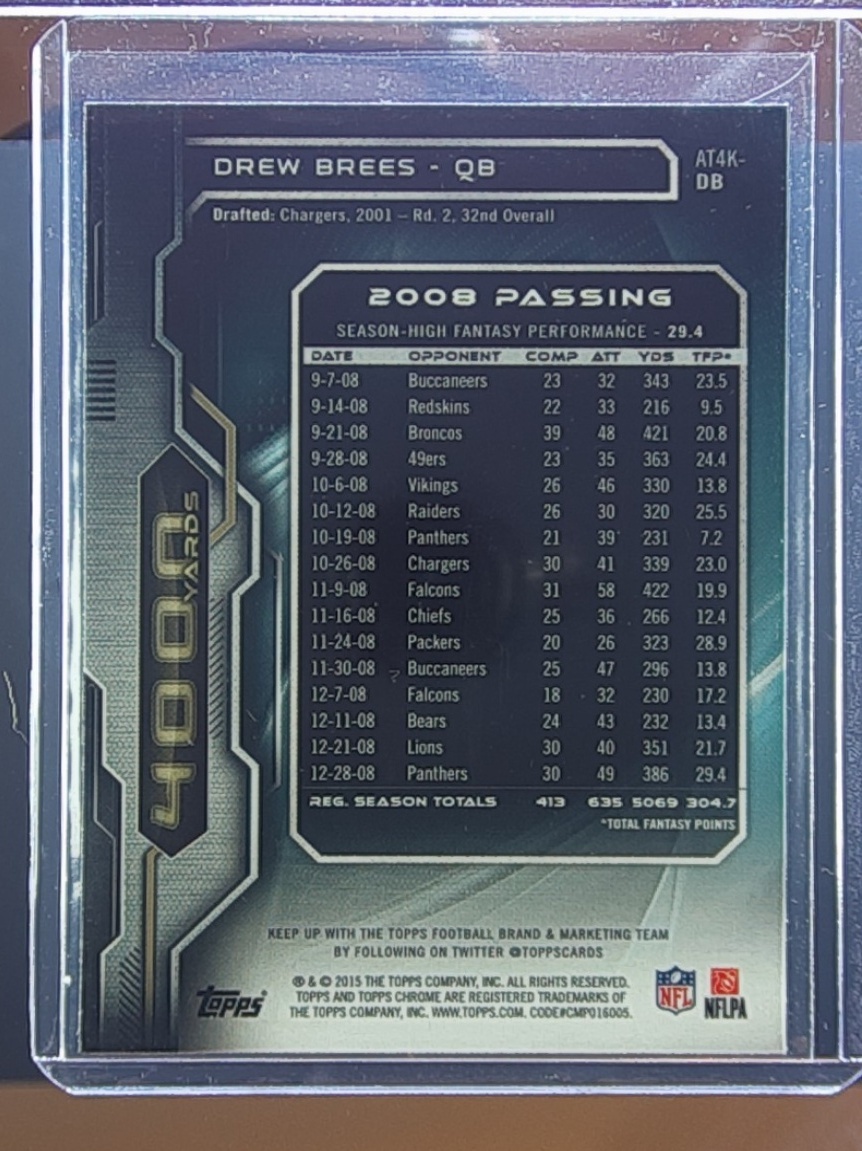 DREW BREES - QB
AT4K-
DB
Drafted: Chargers, 2001 – Rd. 2, 32nd Overall
2008 PASSING
SEASON-HIGH FANTASY PERFORMANCE - 29.4
DATE OPPONENT COMP ATT YDS TFP*
9-7-08 Buccaneers 23 32 343 23.5
9-14-08 Redskins 22 33 216 9.5
9-21-08 Broncos 39 48 421 20.8
9-28-08 49ers 23 35 363 24.4
10-6-08 Vikings 26 46 330 13.8
10-12-08 Raiders 26 30 320 25.5
10-19-08 Panthers 21 39 231 7.2
10-26-08 Chargers 30 41 339 23.0
11-9-08 Falcons 31 58 422 19.9
11-16-08 Chiefs 25 36 266 12.4
11-24-08 Packers 20 26 323 28.9
11-30-08 Buccaneers 25 47 296 13.8
12-7-08 Falcons 18 32 230 17.2
12-11-08 Bears 24 43 232 13.4
12-21-08 Lions 30 40 351 21.7
12-28-08 Panthers 30 49 386 29.4
REG. SEASON TOTALS 413 635 5069 304.7
*TOTAL FANTASY POINTS
4000
YARDS
KEEP UP WITH THE TOPPS FOOTBALL BRAND & MARKETING TEAM
BY FOLLOWING ON TWITTER @TOPPSCARDS
® & © 2015 THE TOPPS COMPANY, INC. ALL RIGHTS RESERVED.
TOPPS AND TOPPS CHROME ARE REGISTERED TRADEMARKS OF
THE TOPPS COMPANY, INC. WWW.TOPPS.COM. CODE#CMP016005.
Topps
NFL
NFLPA